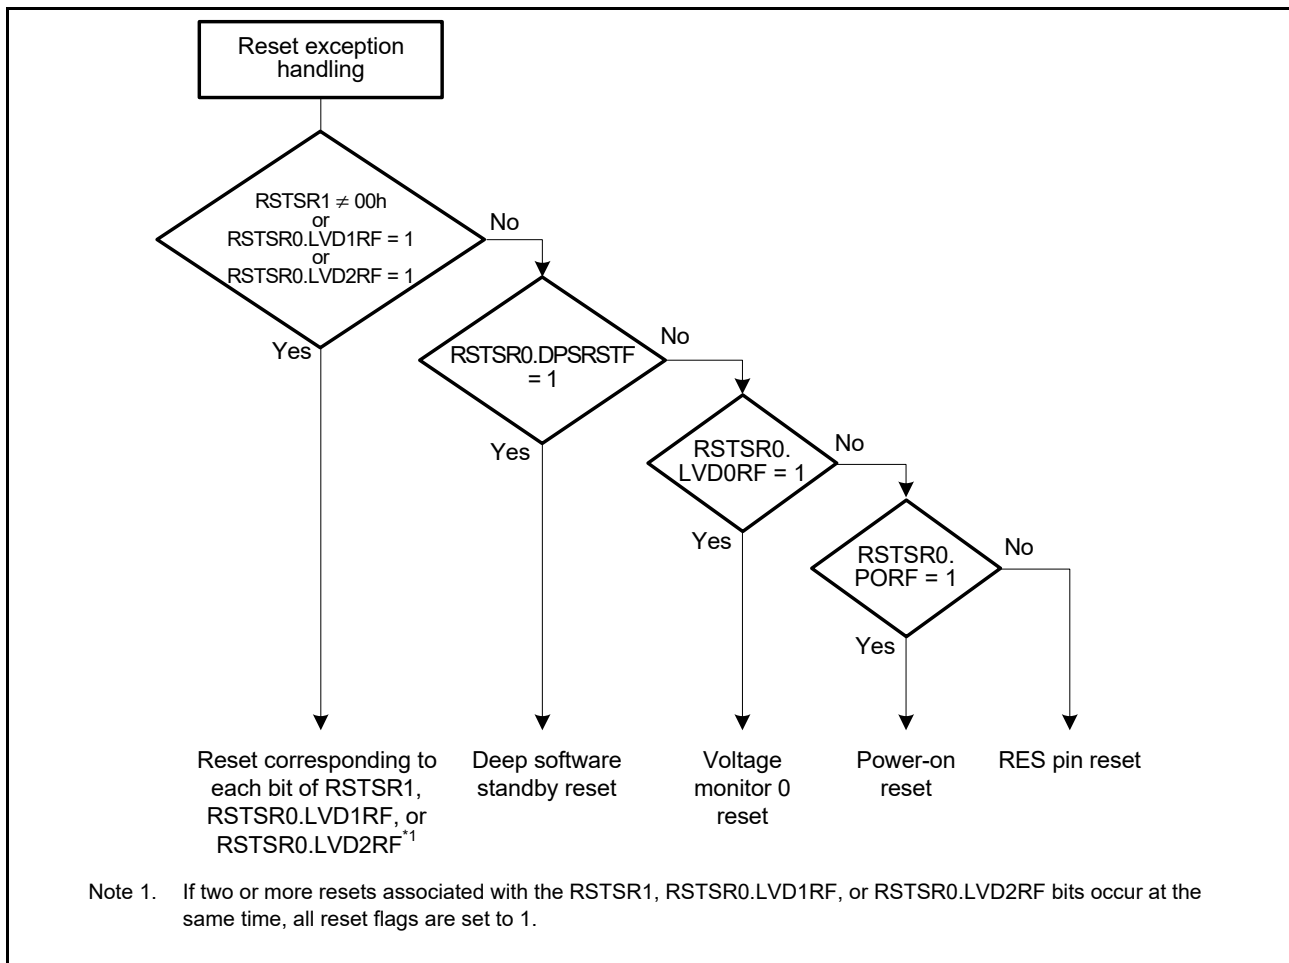 Reset exception
handling
RSTSR1 ≠ 00h
or
RSTSR0.LVD1RF = 1
or
RSTSR0.LVD2RF = 1
No
Yes
RSTSR0.DPSRSTF
= 1
No
Yes
RSTSR0.
LVD0RF = 1
No
Yes
RSTSR0.
PORF = 1
No
Yes
Reset corresponding to
each bit of RSTSR1,
RSTSR0.LVD1RF, or
RSTSR0.LVD2RF*1
Deep software
standby reset
Voltage
monitor 0
reset
Power-on
reset
RES pin reset
Note 1. If two or more resets associated with the RSTSR1, RSTSR0.LVD1RF, or RSTSR0.LVD2RF bits occur at the
same time, all reset flags are set to 1.